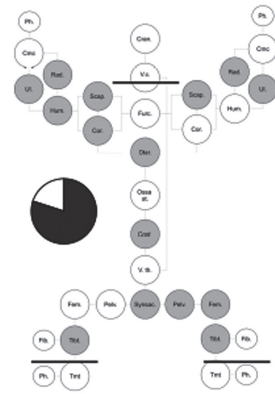 Ph.
Ph.
Cmc
Cran.
Cmc
Rad.
V.c.
Rad.
Ul.
Scap.
Scap.
Ul.
Hum.
Furc.
Hum.
Cor.
Cor.
Ster.
Ossa
st.
Cost
V. th.
Fem.
Pelv.
Synsac.
Pelv.
Fem.
Fib.
Tibt.
Tibt.
Fib.
Ph.
Tmt
Tmt
Ph.